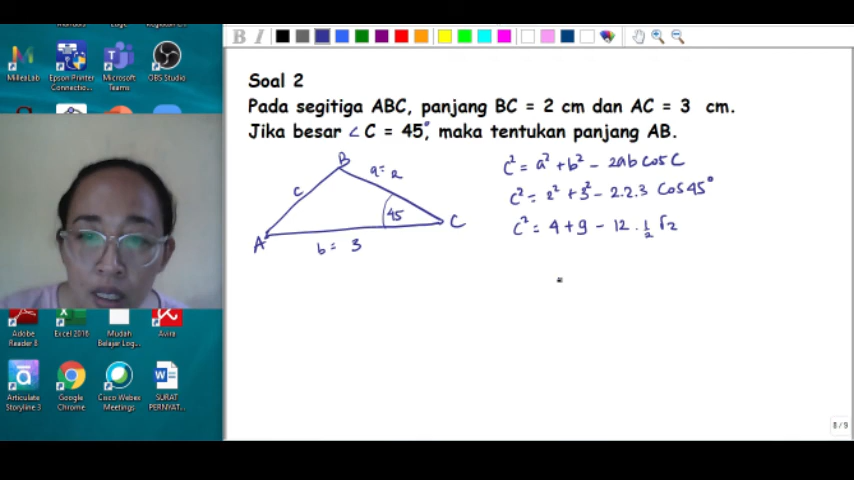 MilleaLab
Epson Printer
Connectio...
Microsoft
Teams
OBS Studio
Adobe
Reader 8
Excel 2016
Mudah
Belajar Log...
Avira
Articulate
Storyline 3
Google
Chrome
Cisco Webex
Meetings
SURAT
PERNYAT...
B I
Soal 2
Pada segitiga ABC, panjang BC = 2 cm dan AC = 3 cm.
Jika besar ∠C = 45°, maka tentukan panjang AB.
B
a = 2
c
45
A
C
b = 3
c² = a² + b² - 2ab cos C
c² = 2² + 3² - 2.2.3 Cos 45°
c² = 4 + 9 - 12 . 1/2 √2
=
8/9